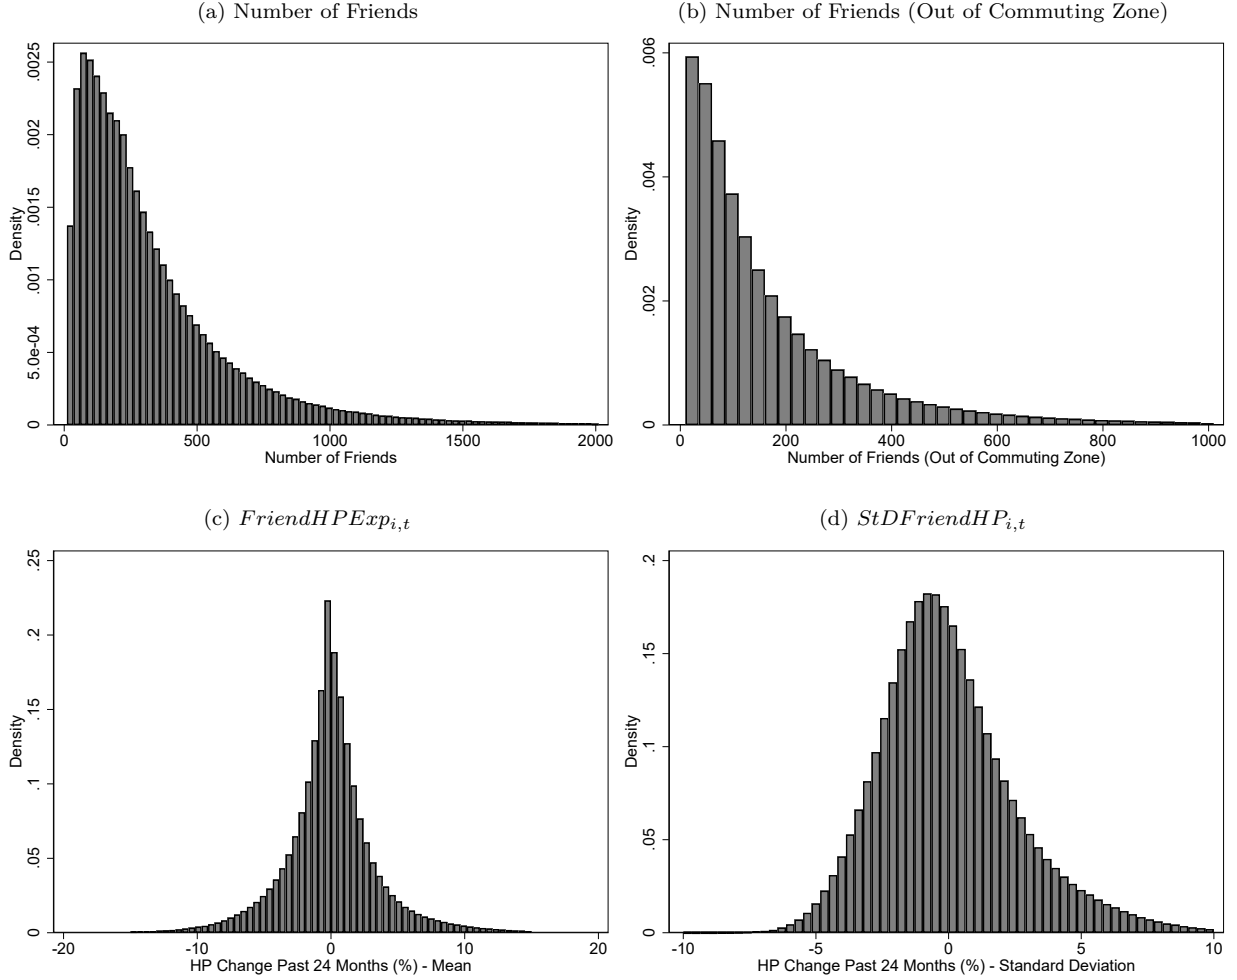 (a) Number of Friends
Density
.0025
.002
.0015
.001
5.0e-04
0
0 500 1000 1500 2000
Number of Friends
(b) Number of Friends (Out of Commuting Zone)
Density
.006
.004
.002
0
0 200 400 600 800 1000
Number of Friends (Out of Commuting Zone)
(c) FriendHPExp_{i,t}
Density
.25
.2
.15
.1
.05
0
-20 -10 0 10 20
HP Change Past 24 Months (%) - Mean
(d) StDFriendHP_{i,t}
Density
.2
.15
.1
.05
0
-10 -5 0 5 10
HP Change Past 24 Months (%) - Standard Deviation